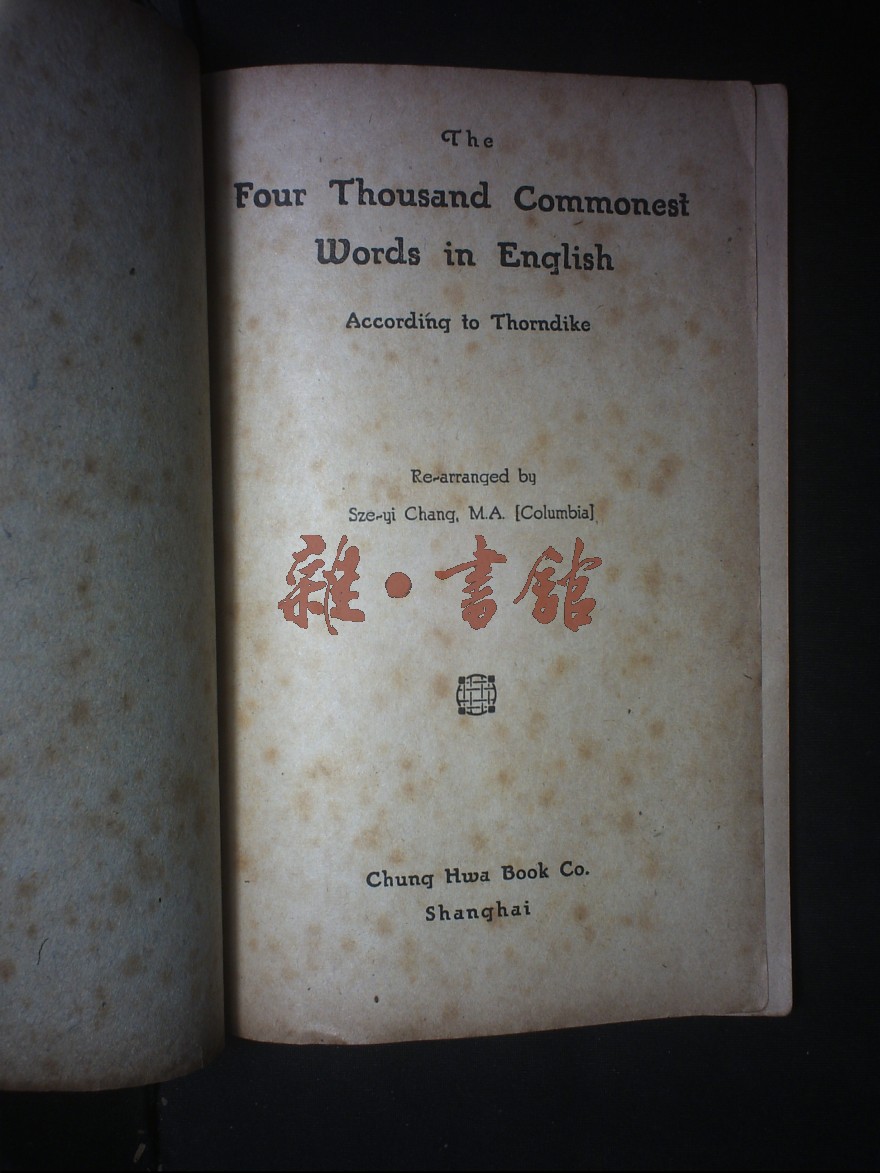 The
Four Thousand Commonest
Words in English
According to Thorndike
Re-arranged by
Sze-yi Chang, M.A. [Columbia]
雜•書館
Chung Hwa Book Co.
Shanghai